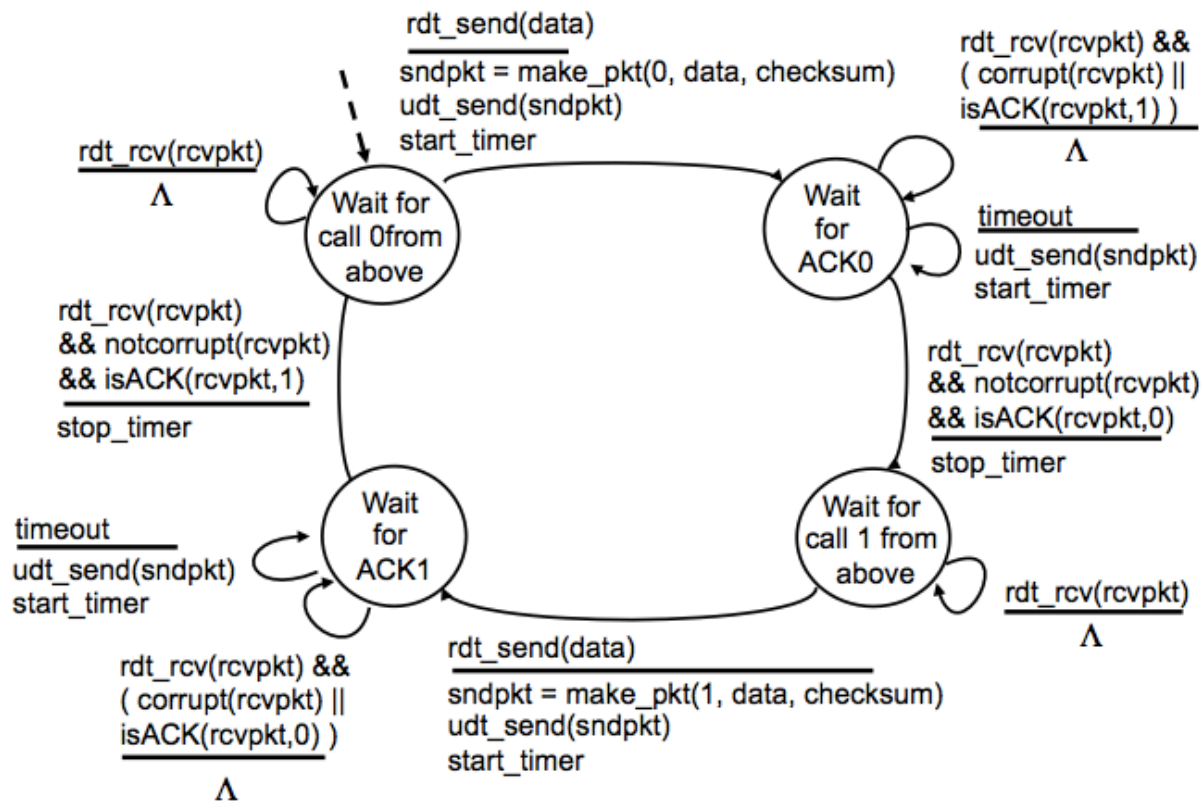 rdt_send(data)
sndpkt = make_pkt(0, data, checksum)
udt_send(sndpkt)
start_timer
rdt_rcv(rcvpkt) &&
( corrupt(rcvpkt) ||
isACK(rcvpkt,1) )
Λ
rdt_rcv(rcvpkt)
Λ
Wait for
call 0from
above
Wait
for
ACK0
timeout
udt_send(sndpkt)
start_timer
rdt_rcv(rcvpkt)
&& notcorrupt(rcvpkt)
&& isACK(rcvpkt,1)
stop_timer
rdt_rcv(rcvpkt)
&& notcorrupt(rcvpkt)
&& isACK(rcvpkt,0)
stop_timer
Wait
for
ACK1
Wait for
call 1 from
above
timeout
udt_send(sndpkt)
start_timer
rdt_rcv(rcvpkt)
Λ
rdt_rcv(rcvpkt) &&
( corrupt(rcvpkt) ||
isACK(rcvpkt,0) )
Λ
rdt_send(data)
sndpkt = make_pkt(1, data, checksum)
udt_send(sndpkt)
start_timer